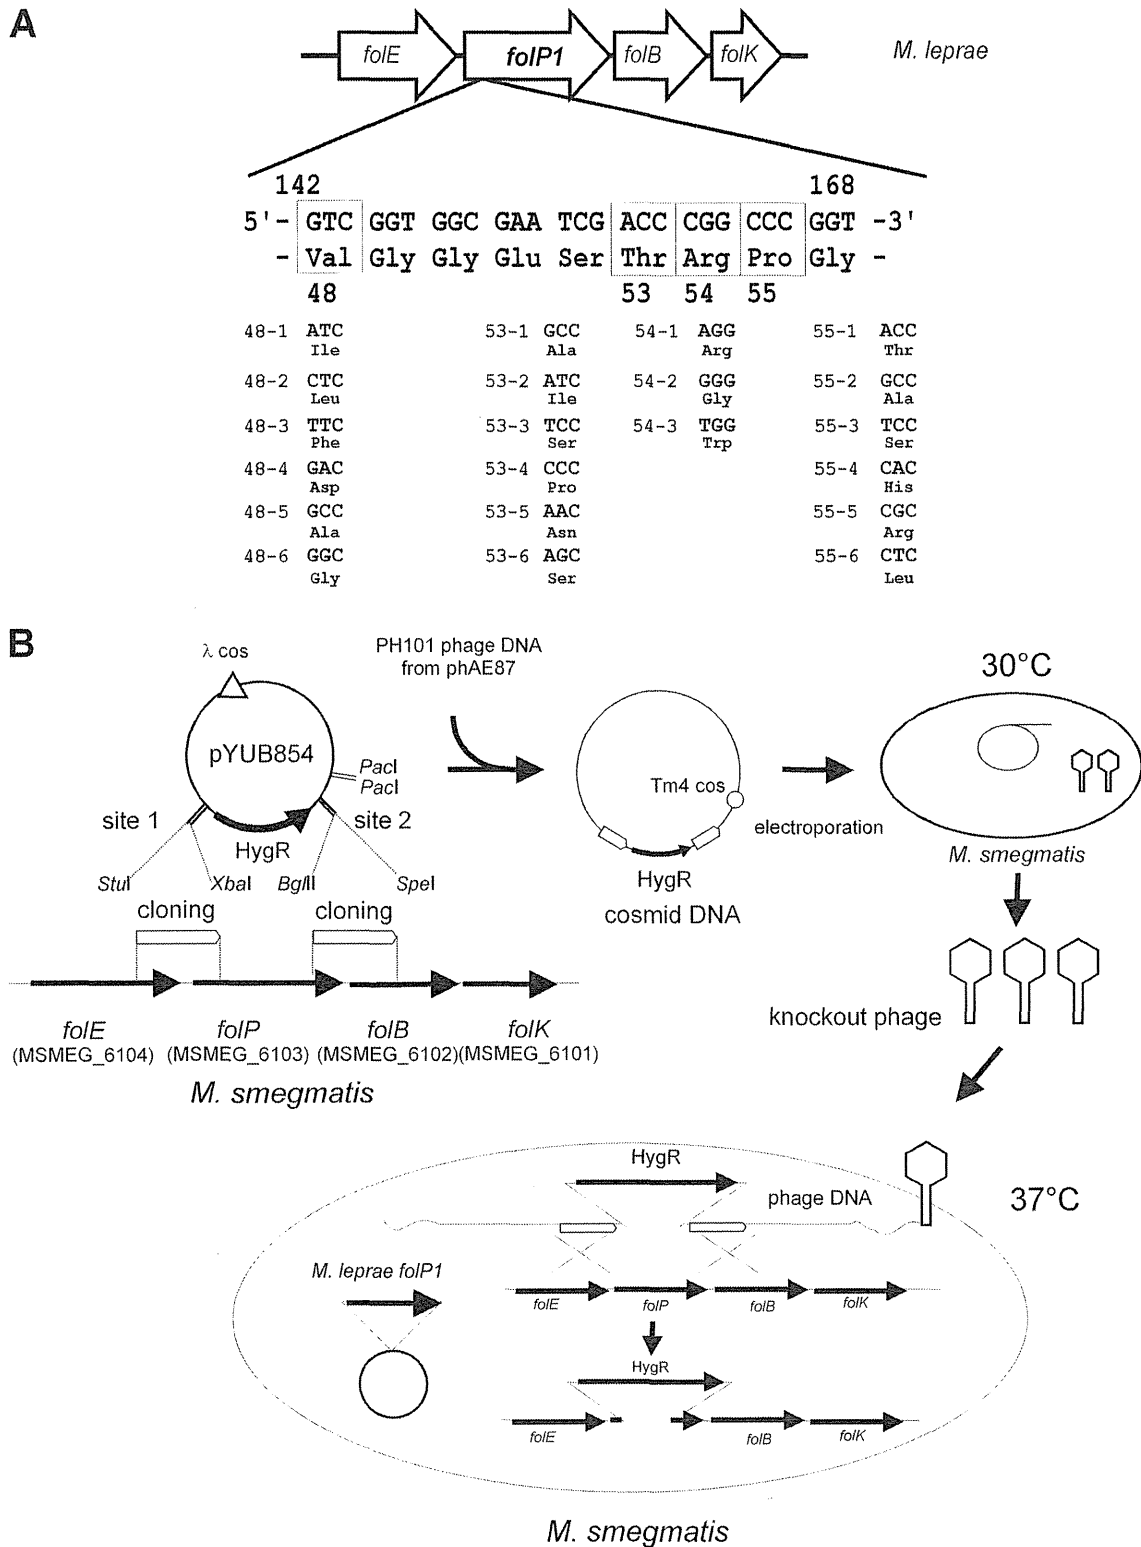 A
folE folP1 folB folK M. leprae
142 168
5'- GTC GGT GGC GAA TCG ACC CGG CCC GGT -3'
- Val Gly Gly Glu Ser Thr Arg Pro Gly -
48 53 54 55
48-1 ATC 53-1 GCC 54-1 AGG 55-1 ACC
Ile Ala Arg Thr
48-2 CTC 53-2 ATC 54-2 GGG 55-2 GCC
Leu Ile Gly Ala
48-3 TTC 53-3 TCC 54-3 TGG 55-3 TCC
Phe Ser Trp Ser
48-4 GAC 53-4 CCC 55-4 CAC
Asp Pro His
48-5 GCC 53-5 AAC 55-5 CGC
Ala Asn Arg
48-6 GGC 53-6 AGC 55-6 CTC
Gly Ser Leu
B
λ cos
PH101 phage DNA
from phAE87
30°C
pYUB854
PacI
PacI
Tm4 cos
site 1 site 2
HygR
electroporation
M. smegmatis
StuI XbaI BglII SpeI
HygR
cosmid DNA
cloning cloning
knockout phage
folE folP folB folK
(MSMEG_6104) (MSMEG_6103) (MSMEG_6102)(MSMEG_6101)
M. smegmatis
HygR
phage DNA
37°C
M. leprae folP1
folE folP folB folK
HygR
folE folB folK
M. smegmatis